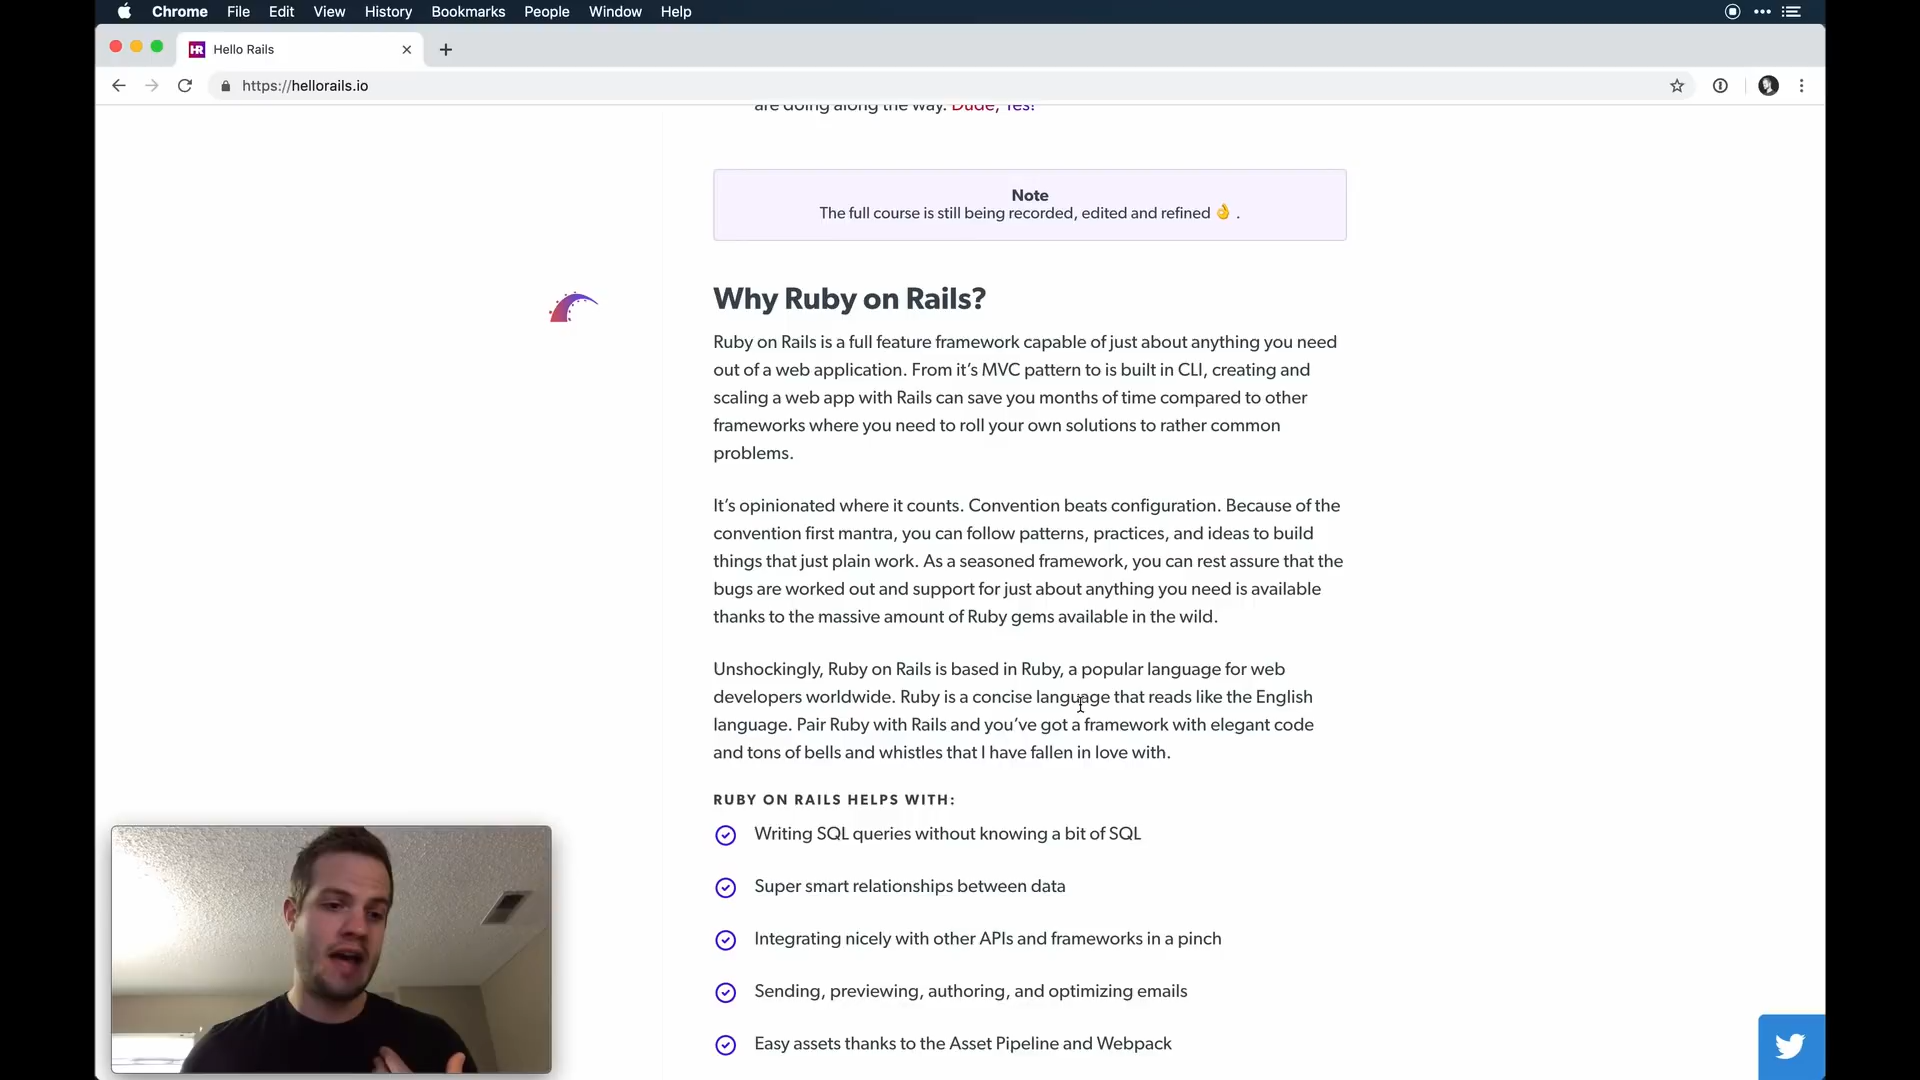 Chrome File Edit View History Bookmarks People Window Help
HR Hello Rails
https://hellorails.io
are doing along the way. Dude, Yes!
Note
The full course is still being recorded, edited and refined 👌 .
Why Ruby on Rails?
Ruby on Rails is a full feature framework capable of just about anything you need
out of a web application. From it’s MVC pattern to is built in CLI, creating and
scaling a web app with Rails can save you months of time compared to other
frameworks where you need to roll your own solutions to rather common
problems.
It’s opinionated where it counts. Convention beats configuration. Because of the
convention first mantra, you can follow patterns, practices, and ideas to build
things that just plain work. As a seasoned framework, you can rest assure that the
bugs are worked out and support for just about anything you need is available
thanks to the massive amount of Ruby gems available in the wild.
Unshockingly, Ruby on Rails is based in Ruby, a popular language for web
developers worldwide. Ruby is a concise language that reads like the English
language. Pair Ruby with Rails and you’ve got a framework with elegant code
and tons of bells and whistles that I have fallen in love with.
RUBY ON RAILS HELPS WITH:
Writing SQL queries without knowing a bit of SQL
Super smart relationships between data
Integrating nicely with other APIs and frameworks in a pinch
Sending, previewing, authoring, and optimizing emails
Easy assets thanks to the Asset Pipeline and Webpack